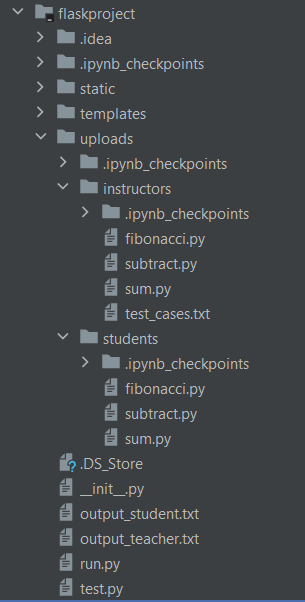 flaskproject
.idea
.ipynb_checkpoints
static
templates
uploads
.ipynb_checkpoints
instructors
.ipynb_checkpoints
fibonacci.py
subtract.py
sum.py
test_cases.txt
students
.ipynb_checkpoints
fibonacci.py
subtract.py
sum.py
.DS_Store
__init__.py
output_student.txt
output_teacher.txt
run.py
test.py